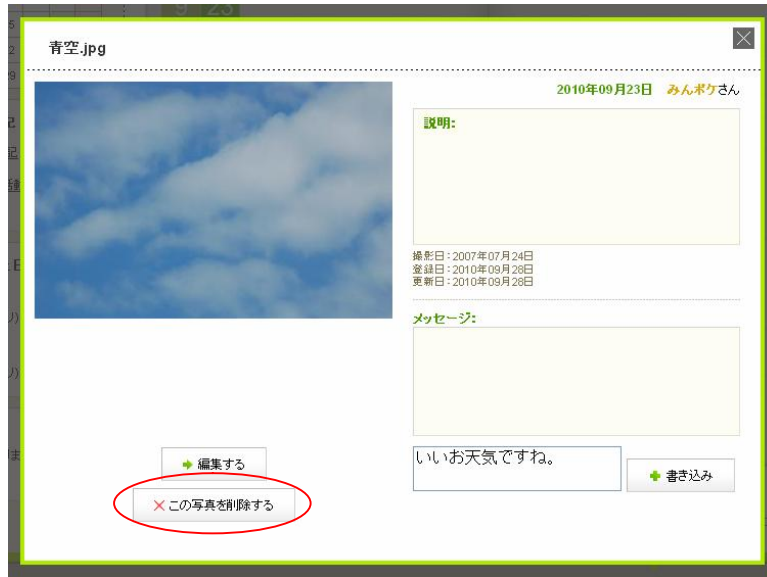 9 23
青空.jpg
2010年09月23日 みんポケさん
説明:
撮影日:2007年07月24日
登録日:2010年09月28日
更新日:2010年09月28日
メッセージ:
いいお天気ですね。
書き込み
編集する
この写真を削除する